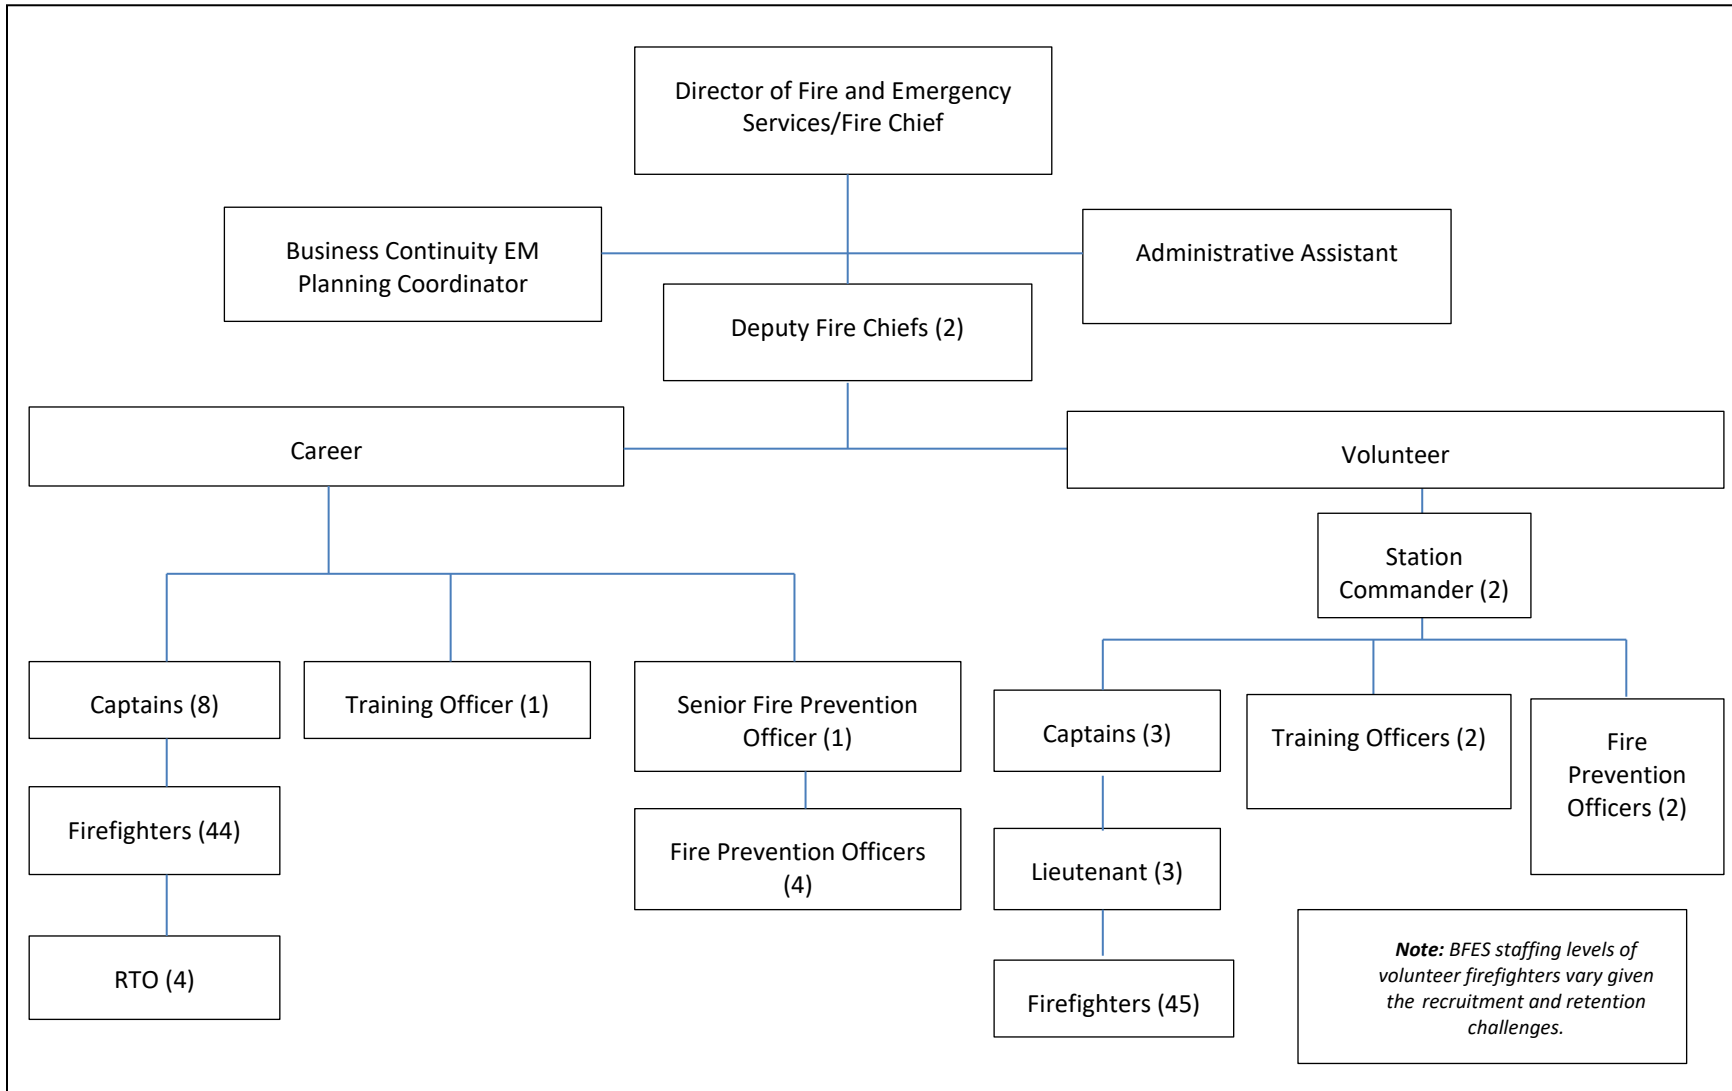 Director of Fire and Emergency
Services/Fire Chief
Business Continuity EM
Planning Coordinator
Administrative Assistant
Deputy Fire Chiefs (2)
Career
Volunteer
Station
Commander (2)
Captains (8)
Training Officer (1)
Senior Fire Prevention
Officer (1)
Captains (3)
Training Officers (2)
Fire
Prevention
Officers (2)
Firefighters (44)
Fire Prevention Officers
(4)
Lieutenant (3)
RTO (4)
Firefighters (45)
Note: BFES staffing levels of
volunteer firefighters vary given
the recruitment and retention
challenges.